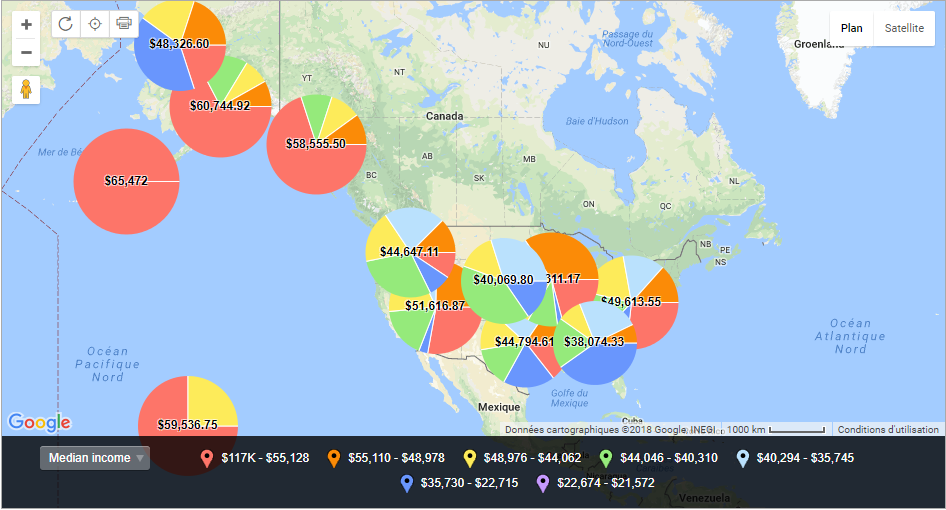 +
−
Plan
Satellite
$48,326.60
$60,744.92
$58,555.50
$65,472
$44,647.11
$51,616.87
$40,069.80
311.17
$49,613.55
$44,794.61
$38,074.33
$59,536.75
YT
NT
NU
Passage du
Nord-Ouest
Groenland
Canada
Baie d'Hudson
Mer de Bé
BC
AB
SK
MB
ON
QC
NL
NB
PE
NS
Océan
Pacifique
Nord
Océan
Atlantique
Nord
Golfe du
Mexique
Mexique
Cuba
Venezuela
Google
Données cartographiques ©2018 Google, INEGI
1000 km
Conditions d'utilisation
Median income
$117K - $55,128
$55,110 - $48,978
$48,976 - $44,062
$44,046 - $40,310
$40,294 - $35,745
$35,730 - $22,715
$22,674 - $21,572